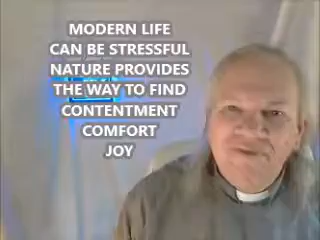 MODERN LIFE
CAN BE STRESSFUL
NATURE PROVIDES
THE WAY TO FIND
CONTENTMENT
COMFORT
JOY